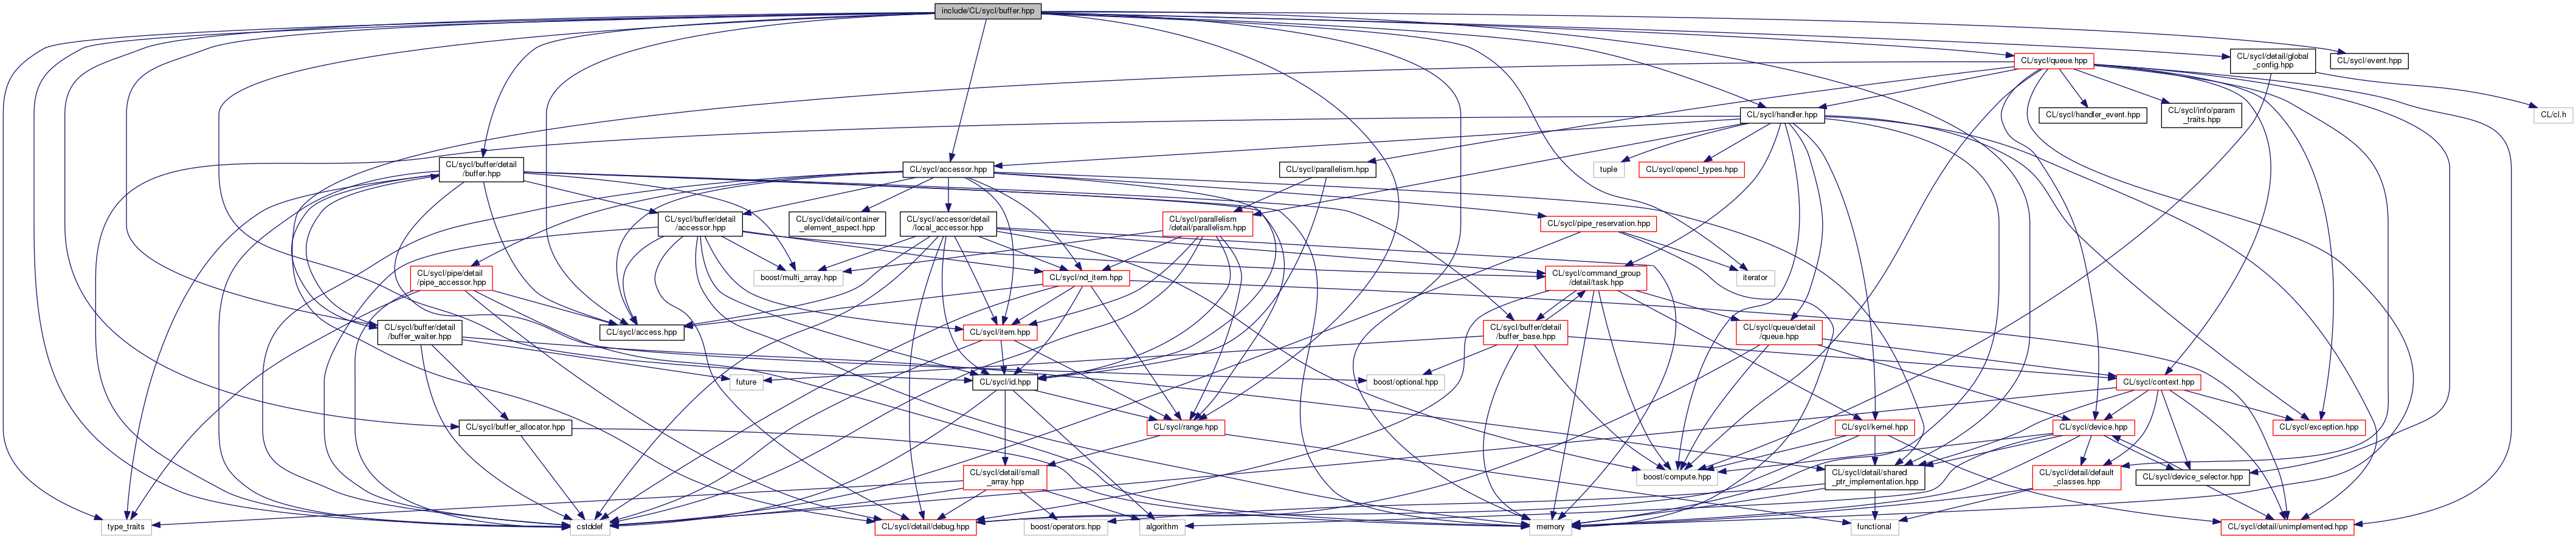 include/CL/sycl/buffer.hpp
CL/sycl/queue.hpp
CL/sycl/detail/global
_config.hpp
CL/sycl/event.hpp
CL/sycl/handler.hpp
CL/sycl/handler_event.hpp
CL/sycl/info/param
_traits.hpp
CL/cl.h
CL/sycl/buffer/detail
/buffer.hpp
CL/sycl/accessor.hpp
CL/sycl/parallelism.hpp
tuple
CL/sycl/opencl_types.hpp
CL/sycl/buffer/detail
/accessor.hpp
CL/sycl/detail/container
_element_aspect.hpp
CL/sycl/accessor/detail
/local_accessor.hpp
CL/sycl/parallelism
/detail/parallelism.hpp
CL/sycl/pipe_reservation.hpp
CL/sycl/pipe/detail
/pipe_accessor.hpp
boost/multi_array.hpp
CL/sycl/nd_item.hpp
CL/sycl/command_group
/detail/task.hpp
iterator
CL/sycl/buffer/detail
/buffer_waiter.hpp
CL/sycl/access.hpp
CL/sycl/item.hpp
CL/sycl/buffer/detail
/buffer_base.hpp
CL/sycl/queue/detail
/queue.hpp
future
CL/sycl/id.hpp
boost/optional.hpp
CL/sycl/context.hpp
CL/sycl/buffer_allocator.hpp
CL/sycl/range.hpp
CL/sycl/kernel.hpp
CL/sycl/device.hpp
CL/sycl/exception.hpp
CL/sycl/detail/small
_array.hpp
boost/compute.hpp
CL/sycl/detail/shared
_ptr_implementation.hpp
CL/sycl/detail/default
_classes.hpp
CL/sycl/device_selector.hpp
type_traits
cstddef
CL/sycl/detail/debug.hpp
boost/operators.hpp
algorithm
memory
functional
CL/sycl/detail/unimplemented.hpp